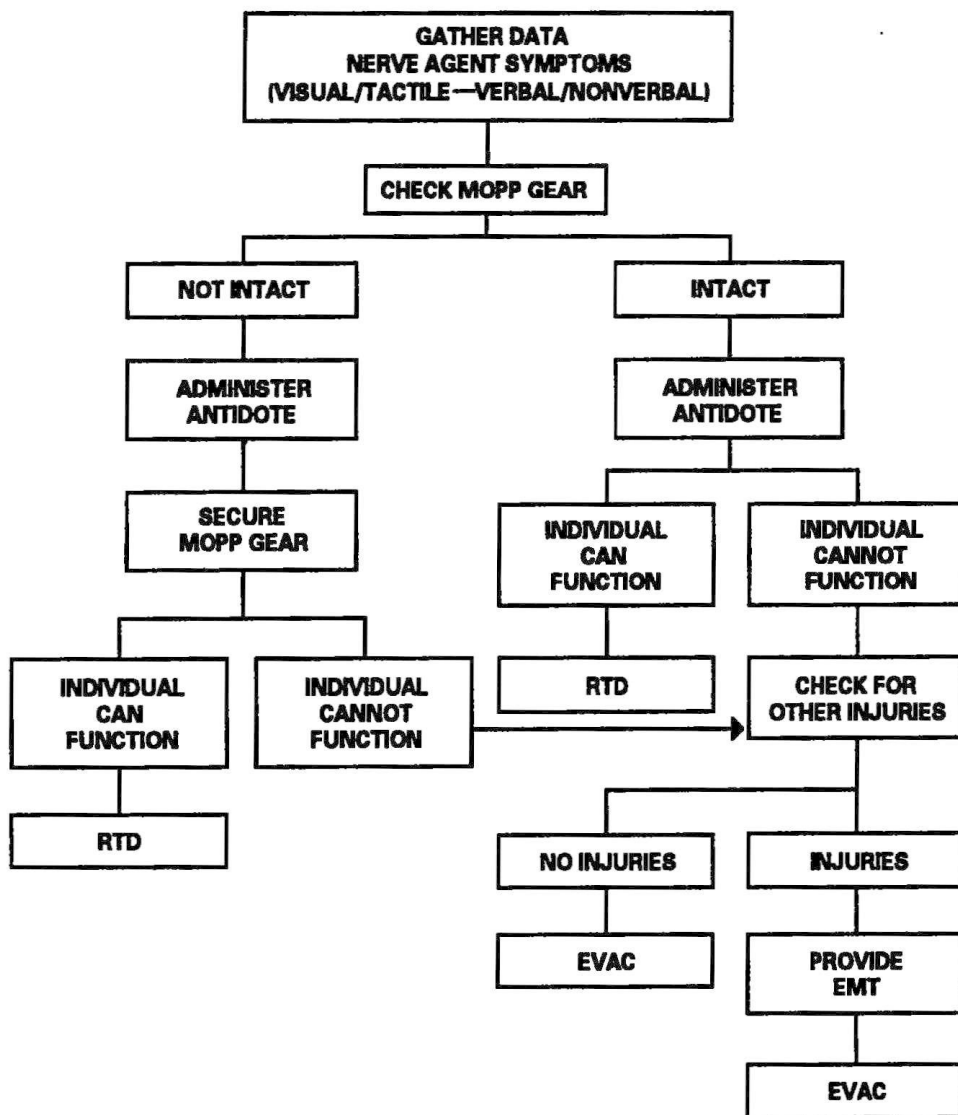 GATHER DATA
NERVE AGENT SYMPTOMS
(VISUAL/TACTILE—VERBAL/NONVERBAL)
CHECK MOPP GEAR
NOT INTACT
INTACT
ADMINISTER
ANTIDOTE
ADMINISTER
ANTIDOTE
SECURE
MOPP GEAR
INDIVIDUAL
CAN
FUNCTION
INDIVIDUAL
CANNOT
FUNCTION
INDIVIDUAL
CAN
FUNCTION
INDIVIDUAL
CANNOT
FUNCTION
RTD
CHECK FOR
OTHER INJURIES
RTD
NO INJURIES
INJURIES
EVAC
PROVIDE
EMT
EVAC